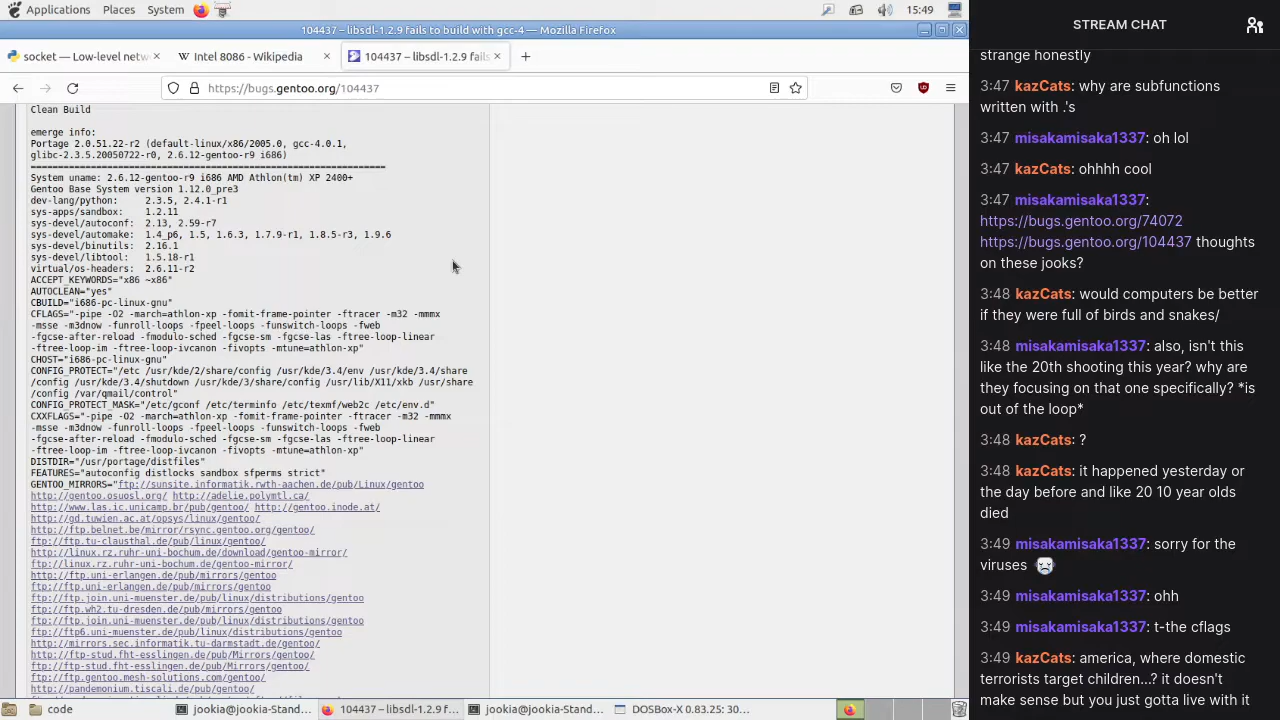 Applications Places System 15:49
104437 – libsdl-1.2.9 fails to build with gcc-4 — Mozilla Firefox
socket — Low-level netw Intel 8086 - Wikipedia 104437 – libsdl-1.2.9 fails
https://bugs.gentoo.org/104437
Clean Build
emerge info:
Portage 2.0.51.22-r2 (default-linux/x86/2005.0, gcc-4.0.1,
glibc-2.3.5.20050722-r0, 2.6.12-gentoo-r9 i686)
=================================================================
System uname: 2.6.12-gentoo-r9 i686 AMD Athlon(tm) XP 2400+
Gentoo Base System version 1.12.0_pre3
dev-lang/python: 2.3.5, 2.4.1-r1
sys-apps/sandbox: 1.2.11
sys-devel/autoconf: 2.13, 2.59-r7
sys-devel/automake: 1.4_p6, 1.5, 1.6.3, 1.7.9-r1, 1.8.5-r3, 1.9.6
sys-devel/binutils: 2.16.1
sys-devel/libtool: 1.5.18-r1
virtual/os-headers: 2.6.11-r2
ACCEPT_KEYWORDS="x86 ~x86"
AUTOCLEAN="yes"
CBUILD="i686-pc-linux-gnu"
CFLAGS="-pipe -O2 -march=athlon-xp -fomit-frame-pointer -ftracer -m32 -mmmx
-msse -m3dnow -funroll-loops -fpeel-loops -funswitch-loops -fweb
-fgcse-after-reload -fmodulo-sched -fgcse-sm -fgcse-las -ftree-loop-linear
-ftree-loop-im -ftree-loop-ivcanon -fivopts -mtune=athlon-xp"
CHOST="i686-pc-linux-gnu"
CONFIG_PROTECT="/etc /usr/kde/2/share/config /usr/kde/3.4/env /usr/kde/3.4/share
/config /usr/kde/3.4/shutdown /usr/kde/3/share/config /usr/lib/X11/xkb /usr/share
/config /var/qmail/control"
CONFIG_PROTECT_MASK="/etc/gconf /etc/terminfo /etc/texmf/web2c /etc/env.d"
CXXFLAGS="-pipe -O2 -march=athlon-xp -fomit-frame-pointer -ftracer -m32 -mmmx
-msse -m3dnow -funroll-loops -fpeel-loops -funswitch-loops -fweb
-fgcse-after-reload -fmodulo-sched -fgcse-sm -fgcse-las -ftree-loop-linear
-ftree-loop-im -ftree-loop-ivcanon -fivopts -mtune=athlon-xp"
DISTDIR="/usr/portage/distfiles"
FEATURES="autoconfig distlocks sandbox sfperms strict"
GENTOO_MIRRORS="ftp://sunsite.informatik.rwth-aachen.de/pub/Linux/gentoo
http://gentoo.osuosl.org/ http://adelie.polymtl.ca/
http://www.las.ic.unicamp.br/pub/gentoo/ http://gentoo.inode.at/
http://gd.tuwien.ac.at/opsys/linux/gentoo/
http://ftp.belnet.be/mirror/rsync.gentoo.org/gentoo/
ftp://ftp.tu-clausthal.de/pub/linux/gentoo/
http://linux.rz.ruhr-uni-bochum.de/download/gentoo-mirror/
ftp://linux.rz.ruhr-uni-bochum.de/gentoo-mirror/
http://ftp.uni-erlangen.de/pub/mirrors/gentoo
ftp://ftp.uni-erlangen.de/pub/mirrors/gentoo
ftp://ftp.join.uni-muenster.de/pub/linux/distributions/gentoo
ftp://ftp.wh2.tu-dresden.de/pub/mirrors/gentoo
ftp://ftp.join.uni-muenster.de/pub/linux/distributions/gentoo
ftp://ftp6.uni-muenster.de/pub/linux/distributions/gentoo
http://mirrors.sec.informatik.tu-darmstadt.de/gentoo/
http://ftp-stud.fht-esslingen.de/pub/Mirrors/gentoo/
ftp://ftp-stud.fht-esslingen.de/pub/Mirrors/gentoo/
ftp://ftp.gentoo.mesh-solutions.com/gentoo/
http://pandemonium.tiscali.de/pub/gentoo/
code jookia@jookia-Stand... 104437 – libsdl-1.2.9 f... jookia@jookia-Stand... DOSBox-X 0.83.25: 30...
STREAM CHAT
strange honestly
3:47 kazCats: why are subfunctions
written with .'s
3:47 misakamisaka1337: oh lol
3:47 kazCats: ohhhh cool
3:47 misakamisaka1337:
https://bugs.gentoo.org/74072
https://bugs.gentoo.org/104437 thoughts
on these jooks?
3:48 kazCats: would computers be better
if they were full of birds and snakes/
3:48 misakamisaka1337: also, isn't this
like the 20th shooting this year? why are
they focusing on that one specifically? *is
out of the loop*
3:48 kazCats: ?
3:48 kazCats: it happened yesterday or
the day before and like 20 10 year olds
died
3:49 misakamisaka1337: sorry for the
viruses
3:49 misakamisaka1337: ohh
3:49 misakamisaka1337: t-the cflags
3:49 kazCats: america, where domestic
terrorists target children...? it doesn't
make sense but you just gotta live with it